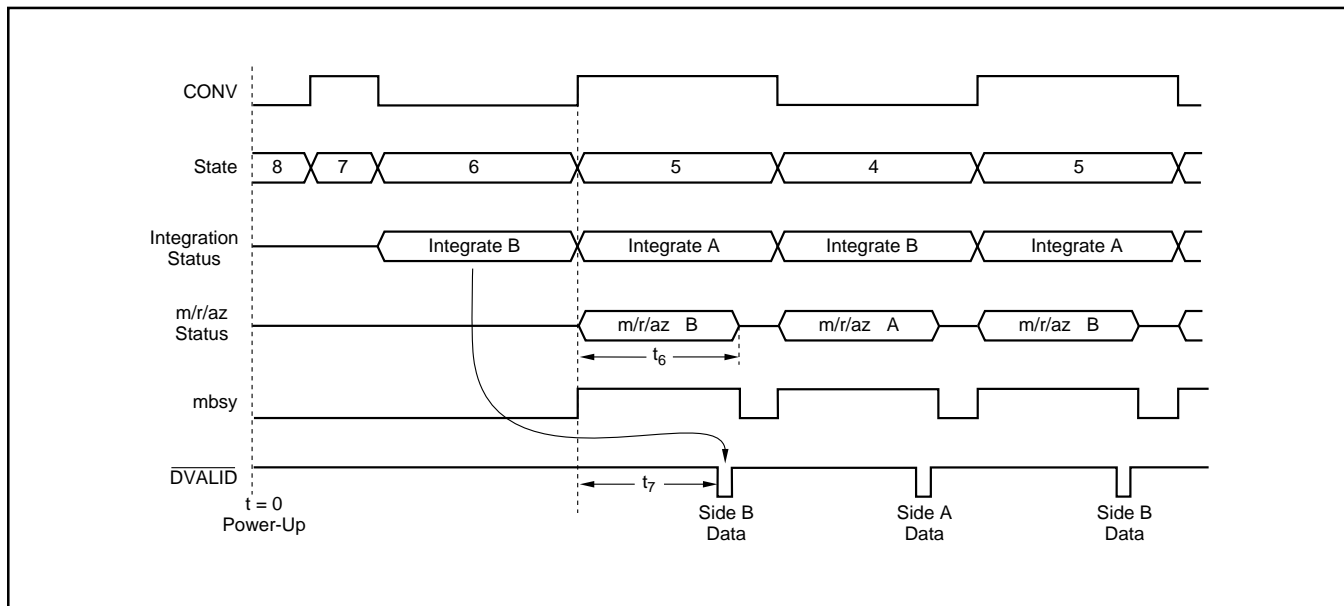 CONV
State
8 7 6 5 4 5
Integration
Status
Integrate B Integrate A Integrate B Integrate A
m/r/az
Status
m/r/az B m/r/az A m/r/az B
t6
mbsy
DVALID
t7
t = 0
Power-Up
Side B
Data
Side A
Data
Side B
Data